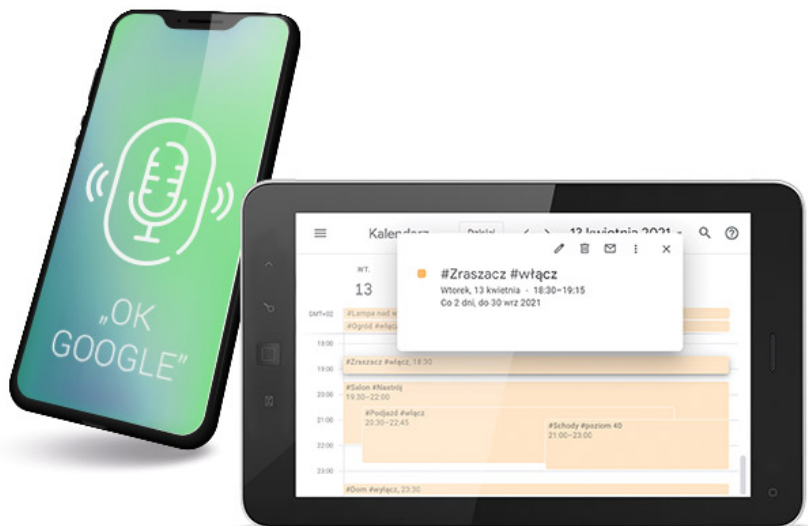 „OK
GOOGLE”
Kalendarz
Dzisiaj
13 kwietnia 2021
WT.
13
GMT+02
#Zraszacz #włącz
Wtorek, 13 kwietnia · 18:30–19:15
Co 2 dni, do 30 wrz 2021
#Lampa nad
#Ogród #włącz
18:00
#Zraszacz #włącz, 18:30
19:00
#Salon #Nastrój
19:30–22:00
20:00
#Podjazd #włącz
20:30–22:45
21:00
#Schody #poziom 40
21:00–23:00
22:00
23:00
#Dom #wyłącz, 23:30